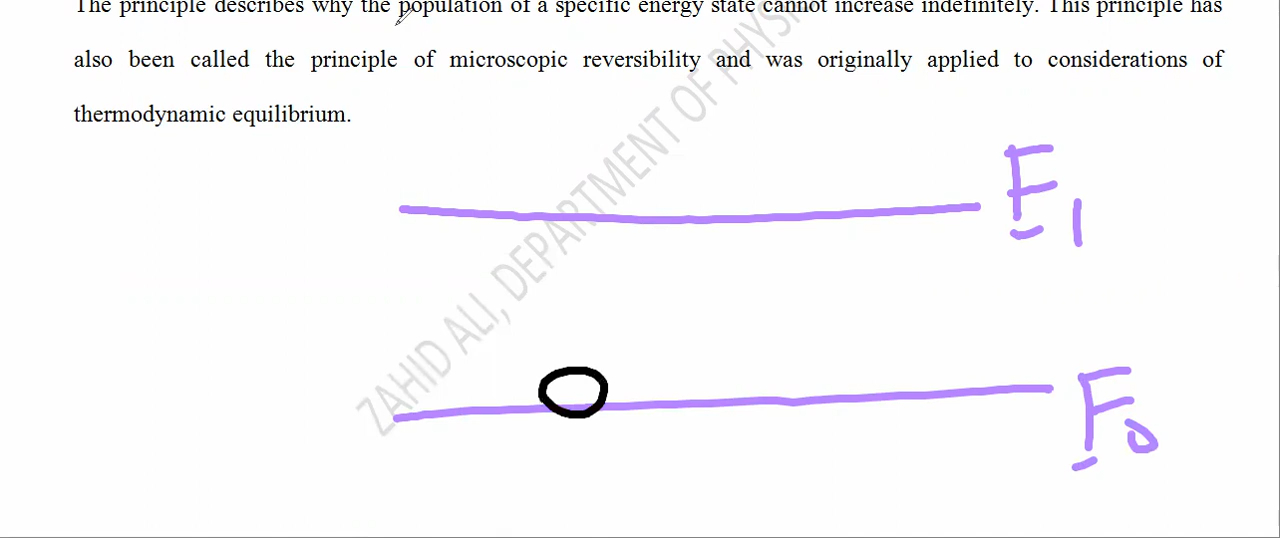 The principle describes why the population of a specific energy state cannot increase indefinitely. This principle has
also been called the principle of microscopic reversibility and was originally applied to considerations of
thermodynamic equilibrium.
ZAHID ALI, DEPARTMENT OF PHYSI
E1
E0